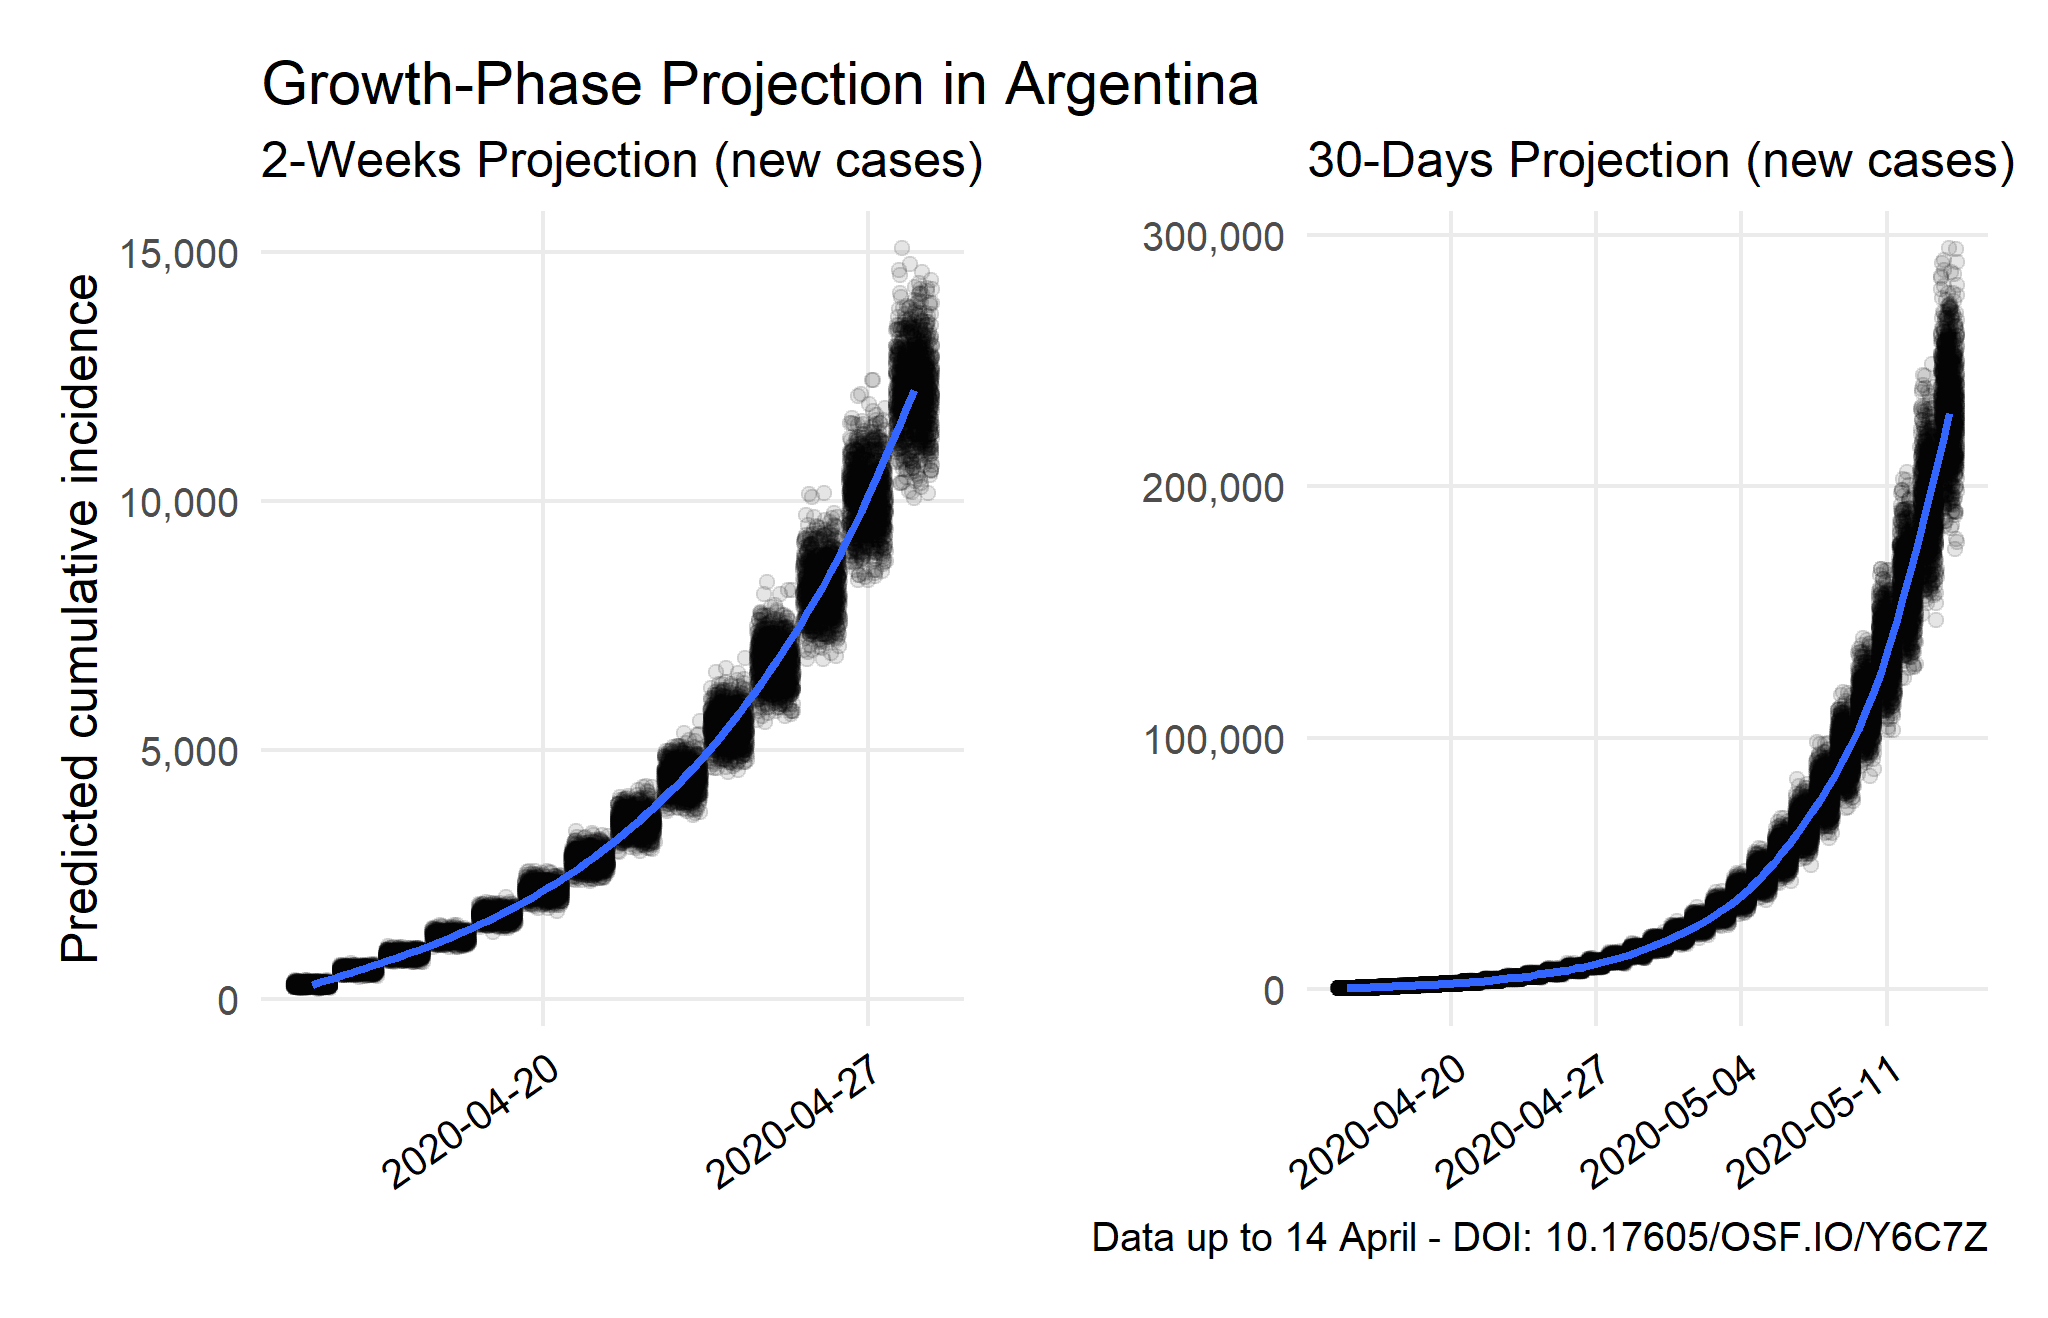 Growth-Phase Projection in Argentina
2-Weeks Projection (new cases)
Predicted cumulative incidence
15,000
10,000
5,000
0
2020-04-20
2020-04-27
30-Days Projection (new cases)
300,000
200,000
100,000
0
2020-04-20
2020-04-27
2020-05-04
2020-05-11
Data up to 14 April - DOI: 10.17605/OSF.IO/Y6C7Z